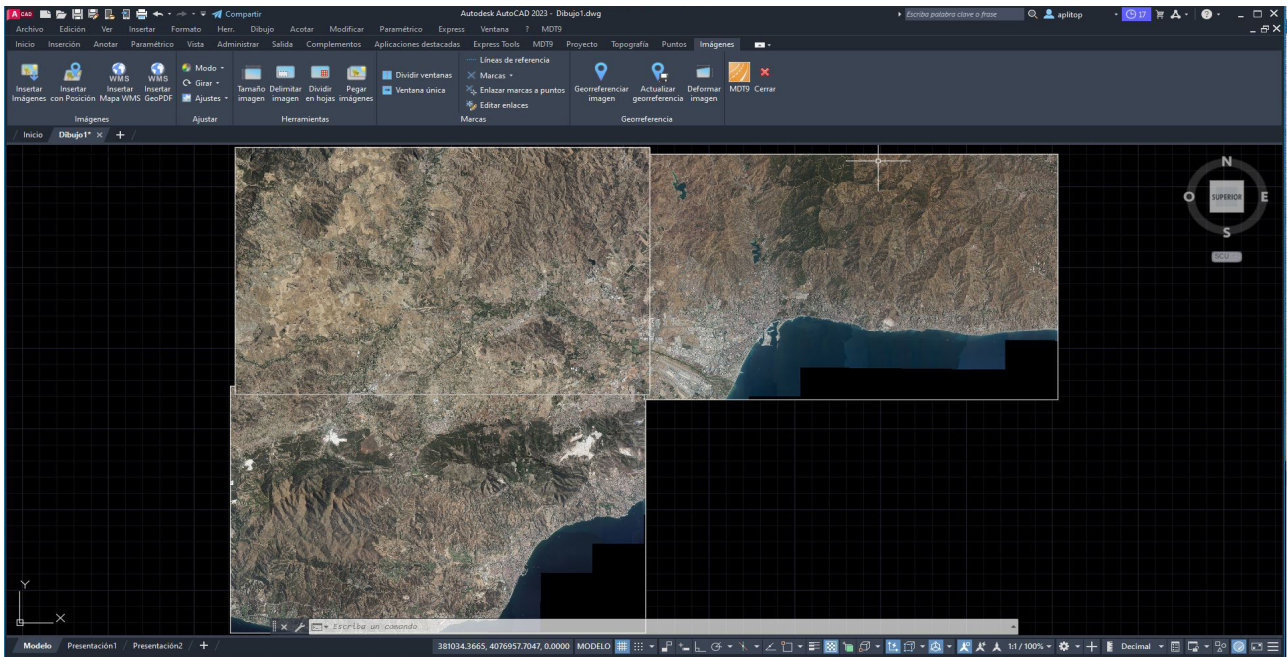 A CAD Compartir Autodesk AutoCAD 2023 - Dibujo1.dwg Escriba palabra clave o frase aplitop 17
Archivo Edición Ver Insertar Formato Herr. Dibujo Acotar Modificar Paramétrico Express Ventana ? MDT9
Inicio Inserción Anotar Paramétrico Vista Administrar Salida Complementos Aplicaciones destacadas Express Tools MDT9 Proyecto Topografía Puntos Imágenes
Insertar Imágenes
Insertar con Posición
WMS Insertar Mapa WMS
WMS Insertar GeoPDF
Imágenes
Modo
Girar
Ajustes
Ajustar
Tamaño imagen
Delimitar imagen
Dividir en hojas
Pegar imágenes
Herramientas
Dividir ventanas
Ventana única
Líneas de referencia
Marcas
Enlazar marcas a puntos
Editar enlaces
Marcas
Georreferenciar imagen
Actualizar georreferencia
Deformar imagen
Georreferencia
MDT9
Cerrar
Inicio Dibujo1* +
N
O SUPERIOR E
S
SCU
Y
X
Escriba un comando
Modelo Presentación1 Presentación2 + 381034.3665, 4076957.7047, 0.0000 MODELO 1:1 / 100% Decimal